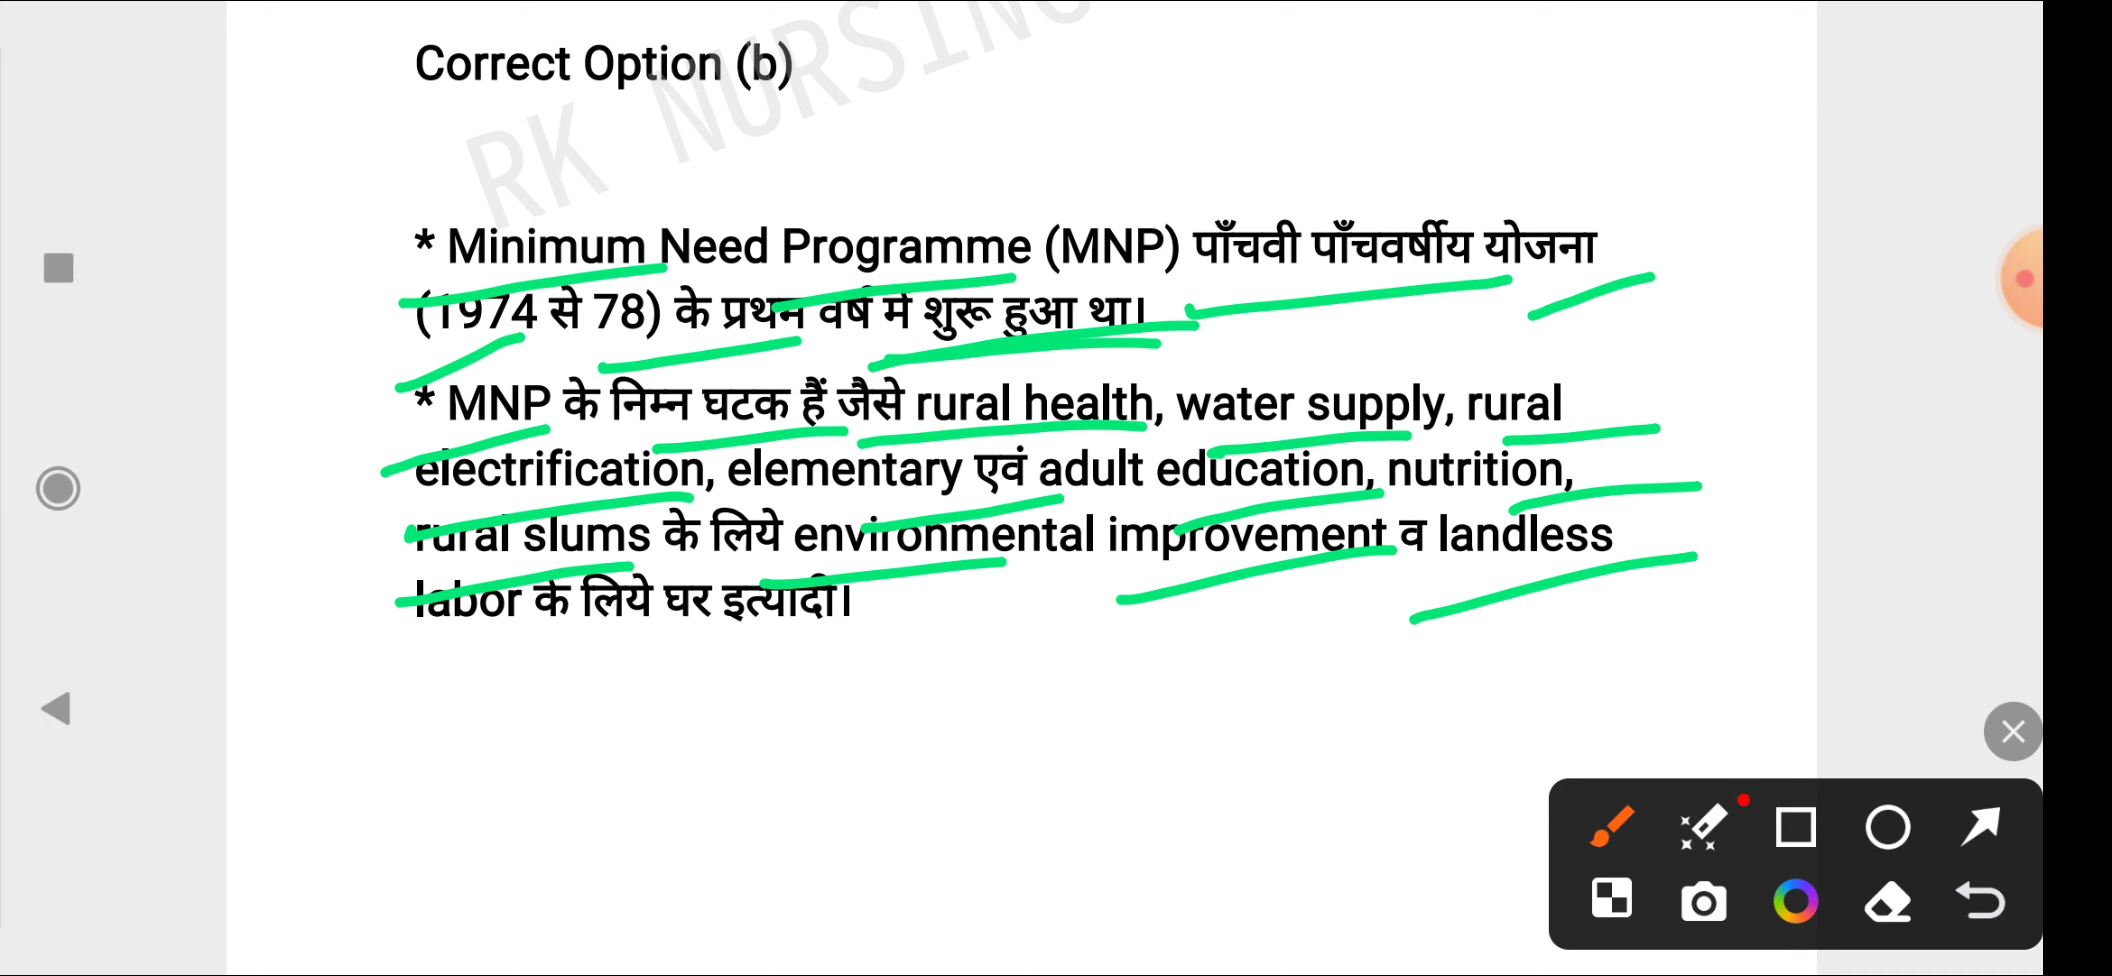 Correct Option (b)
RK NURSING
* Minimum Need Programme (MNP) पाँचवी पाँचवर्षीय योजना
(1974 से 78) के प्रथम वर्ष में शुरू हुआ था।
* MNP के निम्न घटक हैं जैसे rural health, water supply, rural
electrification, elementary एवं adult education, nutrition,
rural slums के लिये environmental improvement व landless
labor के लिये घर इत्यादी।